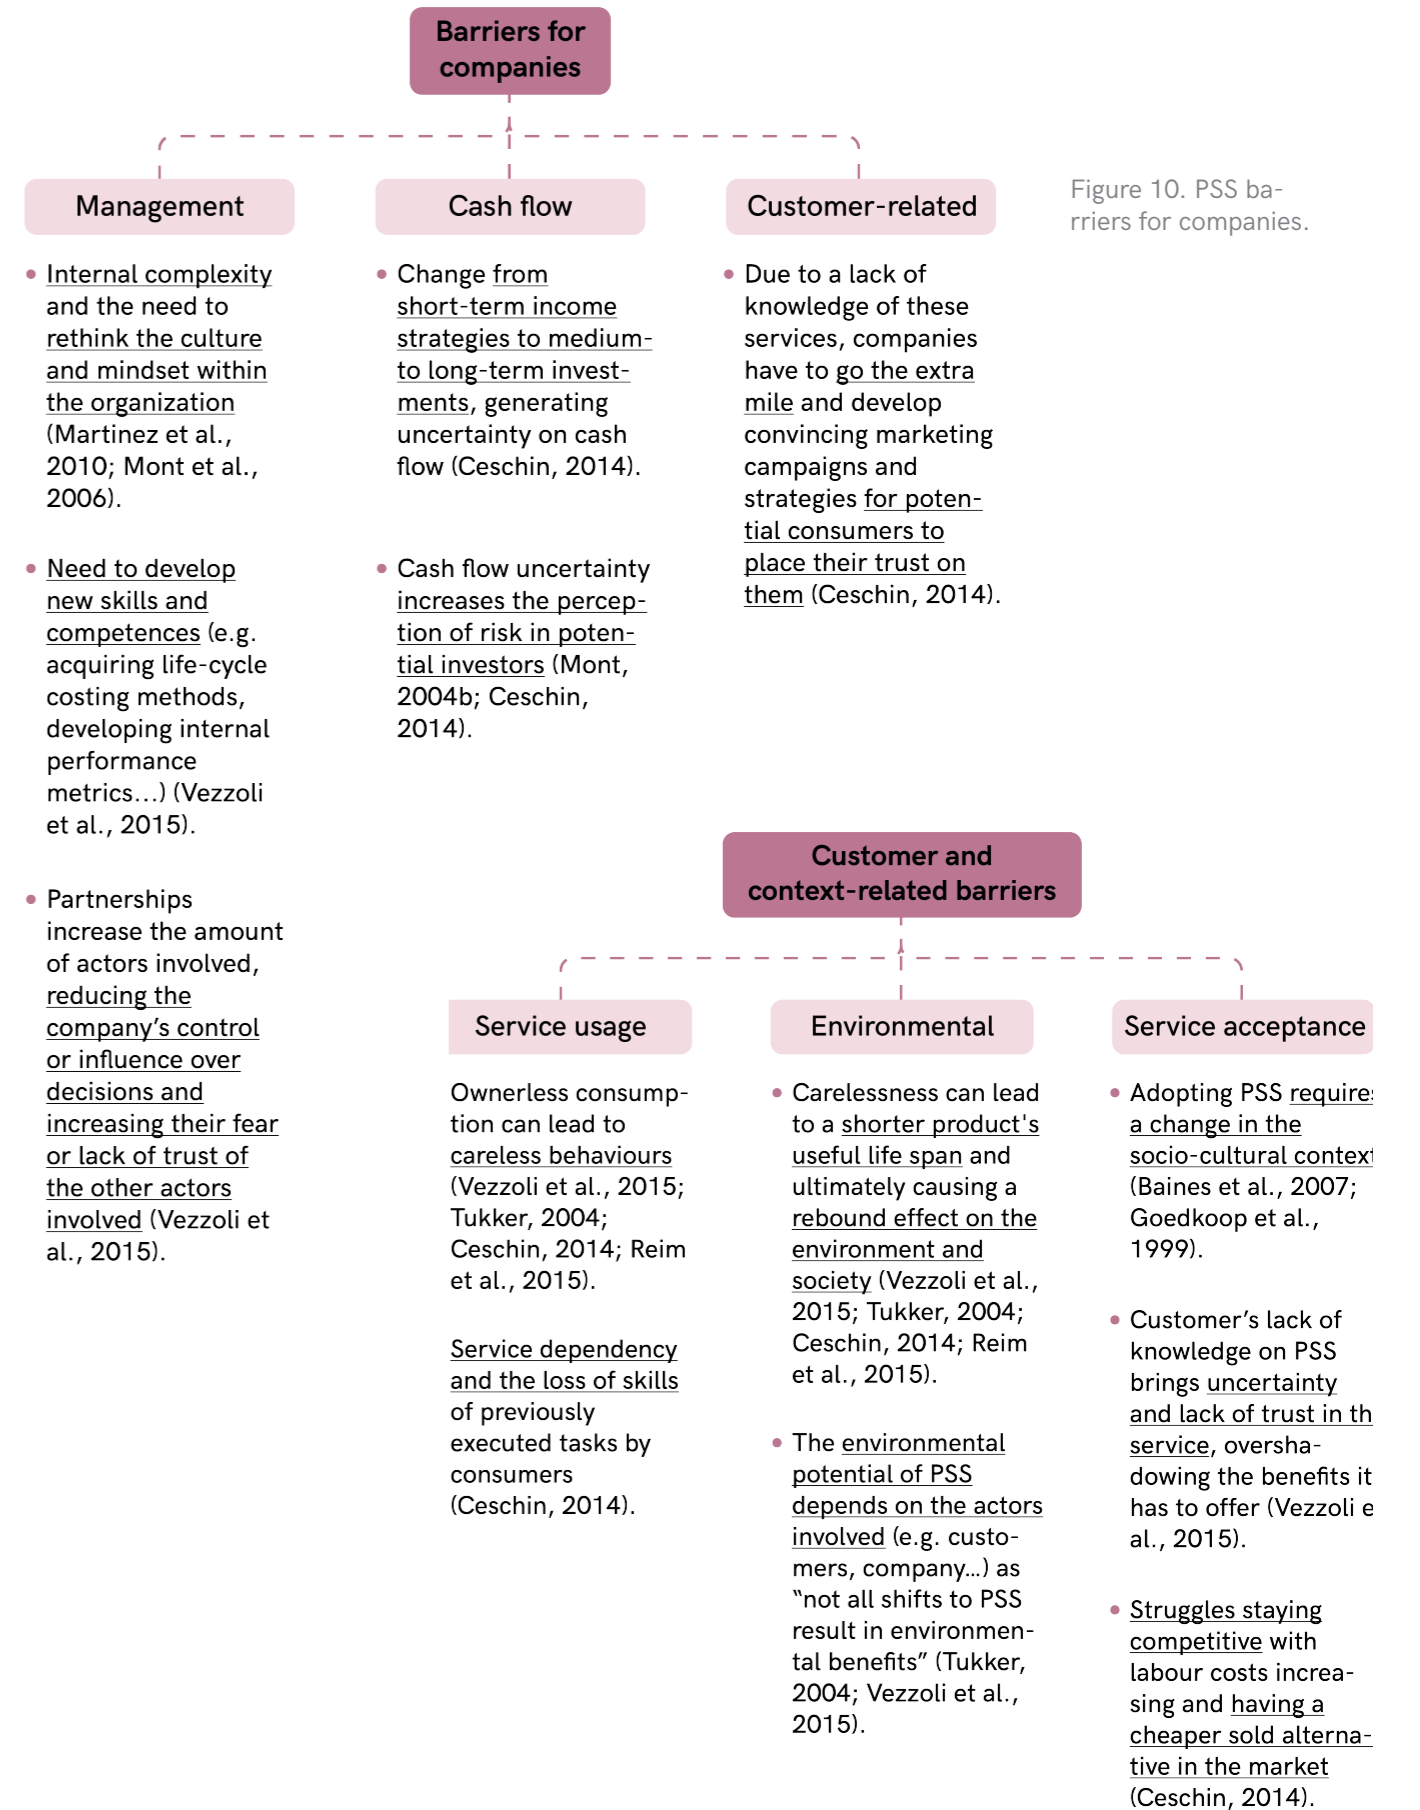 Barriers for
companies
Management
Cash flow
Customer-related
Figure 10. PSS ba-
rriers for companies.
• Internal complexity
and the need to
rethink the culture
and mindset within
the organization
(Martinez et al.,
2010; Mont et al.,
2006).
• Need to develop
new skills and
competences (e.g.
acquiring life-cycle
costing methods,
developing internal
performance
metrics...) (Vezzoli
et al., 2015).
• Partnerships
increase the amount
of actors involved,
reducing the
company’s control
or influence over
decisions and
increasing their fear
or lack of trust of
the other actors
involved (Vezzoli et
al., 2015).
• Change from
short-term income
strategies to medium-
to long-term invest-
ments, generating
uncertainty on cash
flow (Ceschin, 2014).
• Cash flow uncertainty
increases the percep-
tion of risk in poten-
tial investors (Mont,
2004b; Ceschin,
2014).
• Due to a lack of
knowledge of these
services, companies
have to go the extra
mile and develop
convincing marketing
campaigns and
strategies for poten-
tial consumers to
place their trust on
them (Ceschin, 2014).
Customer and
context-related barriers
Service usage
Environmental
Service acceptance
Ownerless consump-
tion can lead to
careless behaviours
(Vezzoli et al., 2015;
Tukker, 2004;
Ceschin, 2014; Reim
et al., 2015).
Service dependency
and the loss of skills
of previously
executed tasks by
consumers
(Ceschin, 2014).
• Carelessness can lead
to a shorter product's
useful life span and
ultimately causing a
rebound effect on the
environment and
society (Vezzoli et al.,
2015; Tukker, 2004;
Ceschin, 2014; Reim
et al., 2015).
• The environmental
potential of PSS
depends on the actors
involved (e.g. custo-
mers, company...) as
“not all shifts to PSS
result in environmen-
tal benefits” (Tukker,
2004; Vezzoli et al.,
2015).
• Adopting PSS requires
a change in the
socio-cultural context
(Baines et al., 2007;
Goedkoop et al.,
1999).
• Customer’s lack of
knowledge on PSS
brings uncertainty
and lack of trust in th
service, oversha-
dowing the benefits it
has to offer (Vezzoli e
al., 2015).
• Struggles staying
competitive with
labour costs increa-
sing and having a
cheaper sold alterna-
tive in the market
(Ceschin, 2014).